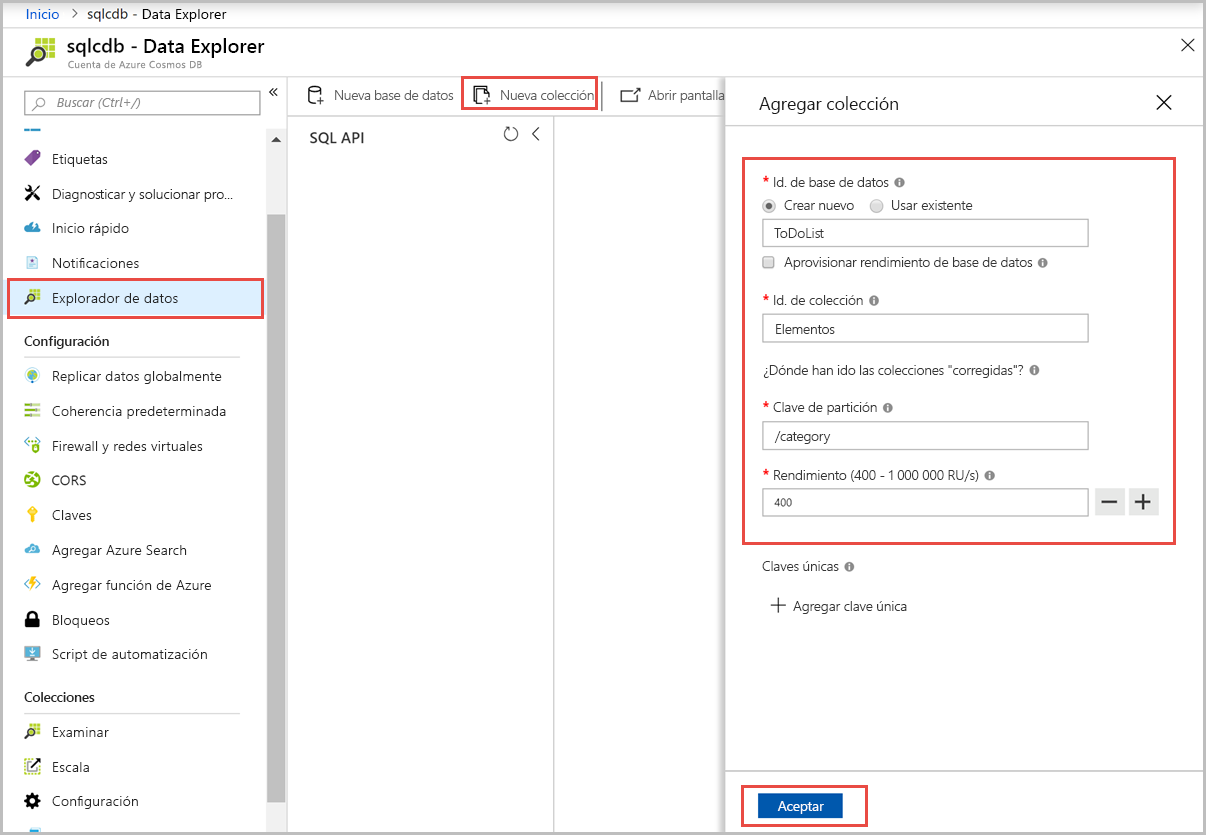 Inicio > sqlcdb - Data Explorer
sqlcdb - Data Explorer
Cuenta de Azure Cosmos DB
Buscar (Ctrl+/)
Etiquetas
Diagnosticar y solucionar pro...
Inicio rápido
Notificaciones
Explorador de datos
Configuración
Replicar datos globalmente
Coherencia predeterminada
Firewall y redes virtuales
CORS
Claves
Agregar Azure Search
Agregar función de Azure
Bloqueos
Script de automatización
Colecciones
Examinar
Escala
Configuración
Nueva base de datos
Nueva colección
Abrir pantalla
SQL API
Agregar colección
* Id. de base de datos
Crear nuevo Usar existente
ToDoList
Aprovisionar rendimiento de base de datos
* Id. de colección
Elementos
¿Dónde han ido las colecciones "corregidas"?
* Clave de partición
/category
* Rendimiento (400 - 1 000 000 RU/s)
400
Claves únicas
Agregar clave única
Aceptar